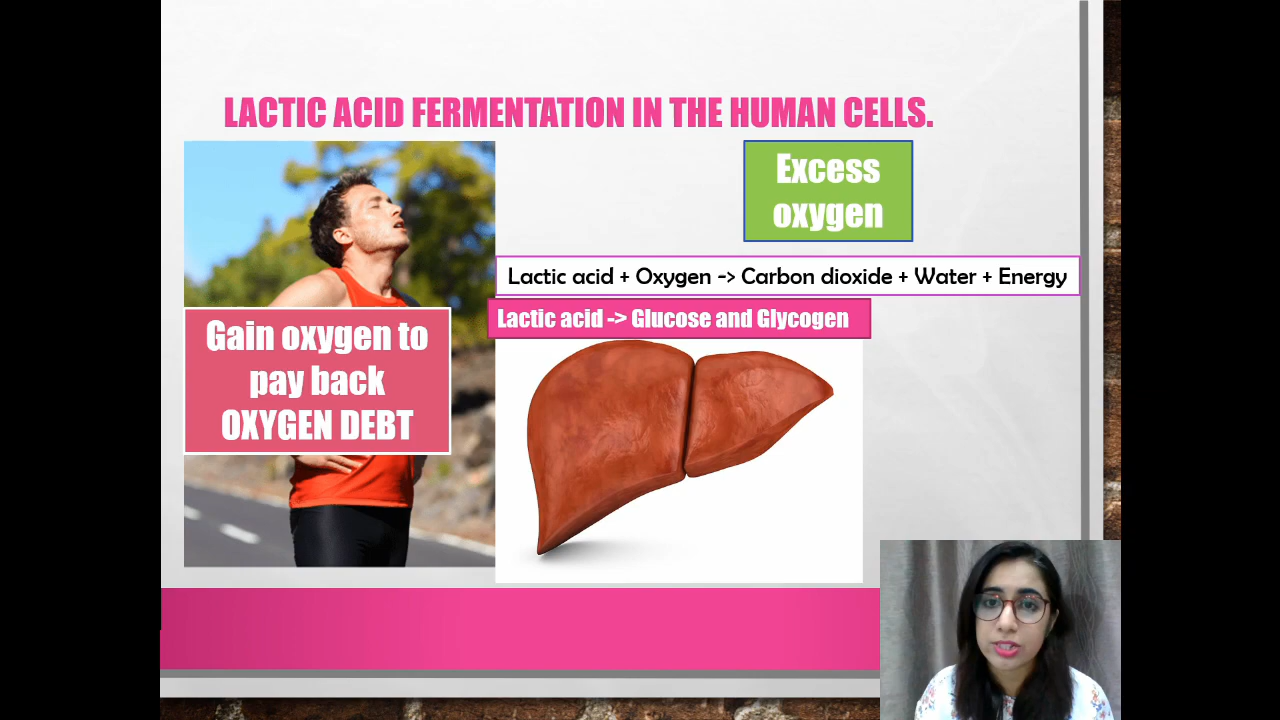 LACTIC ACID FERMENTATION IN THE HUMAN CELLS.
Excess
oxygen
Lactic acid + Oxygen -> Carbon dioxide + Water + Energy
Lactic acid -> Glucose and Glycogen
Gain oxygen to
pay back
OXYGEN DEBT